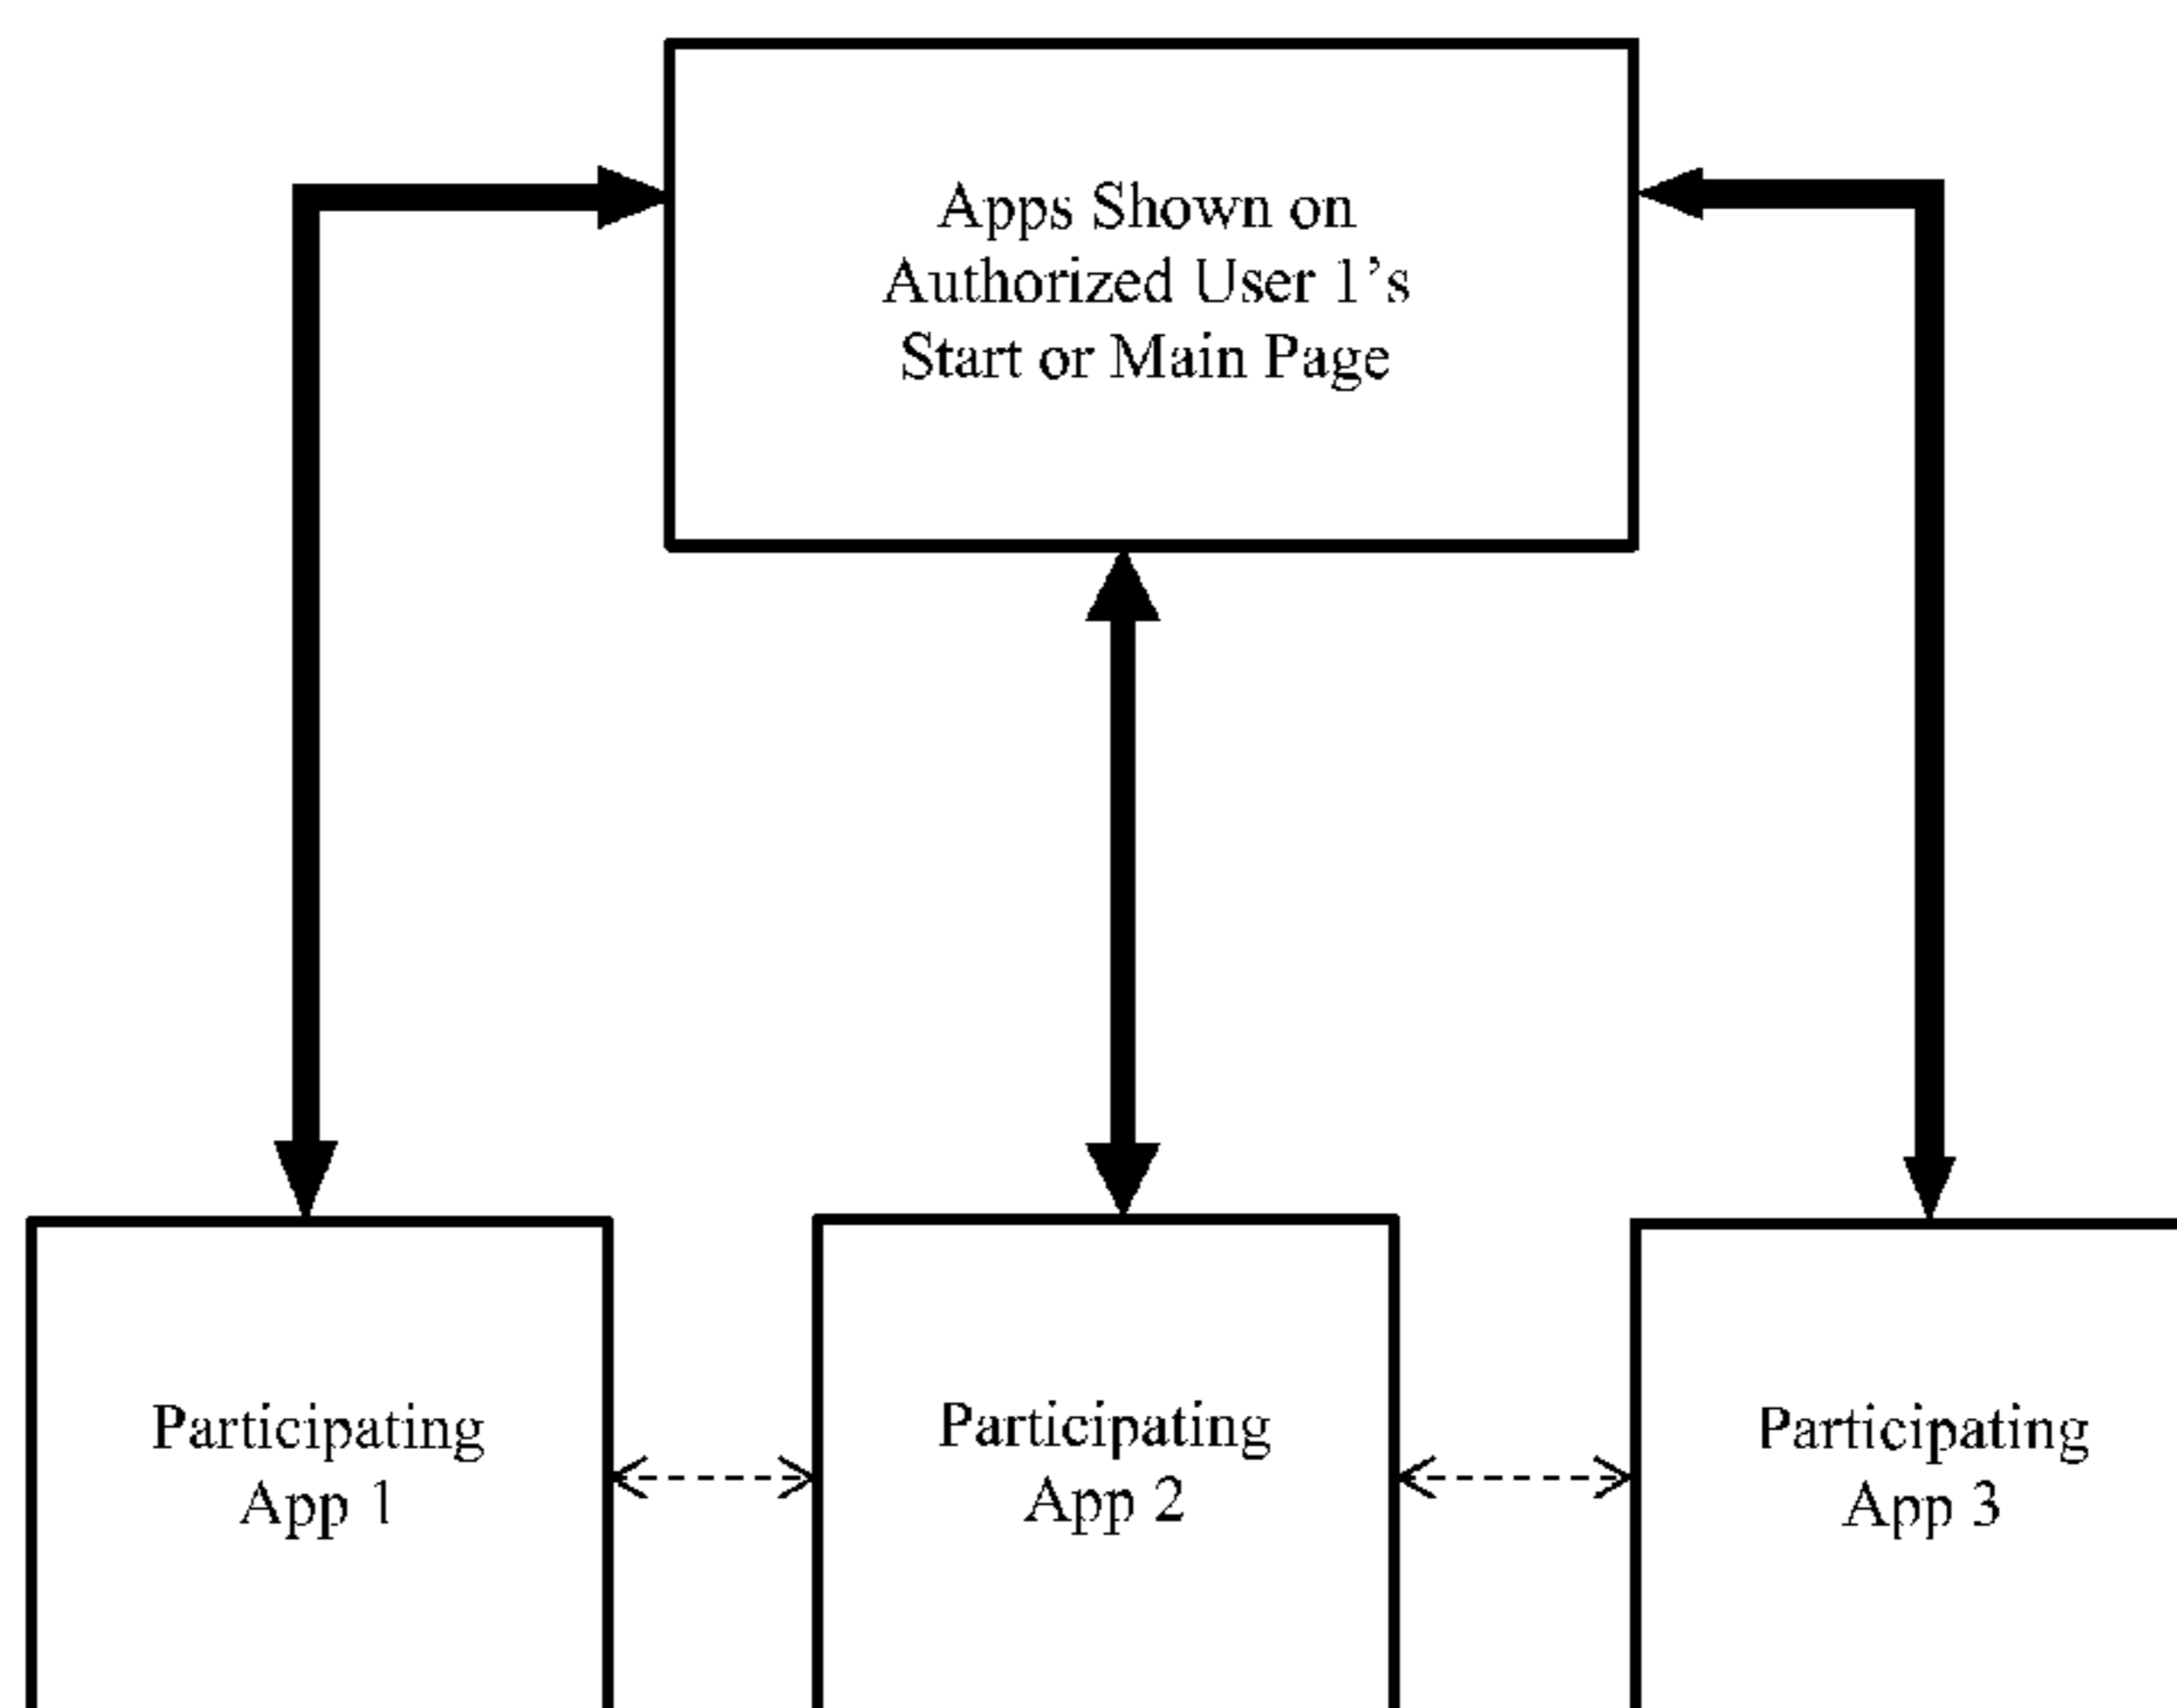 Apps Shown on
Authorized User 1’s
Start or Main Page
Participating
App 1
Participating
App 2
Participating
App 3